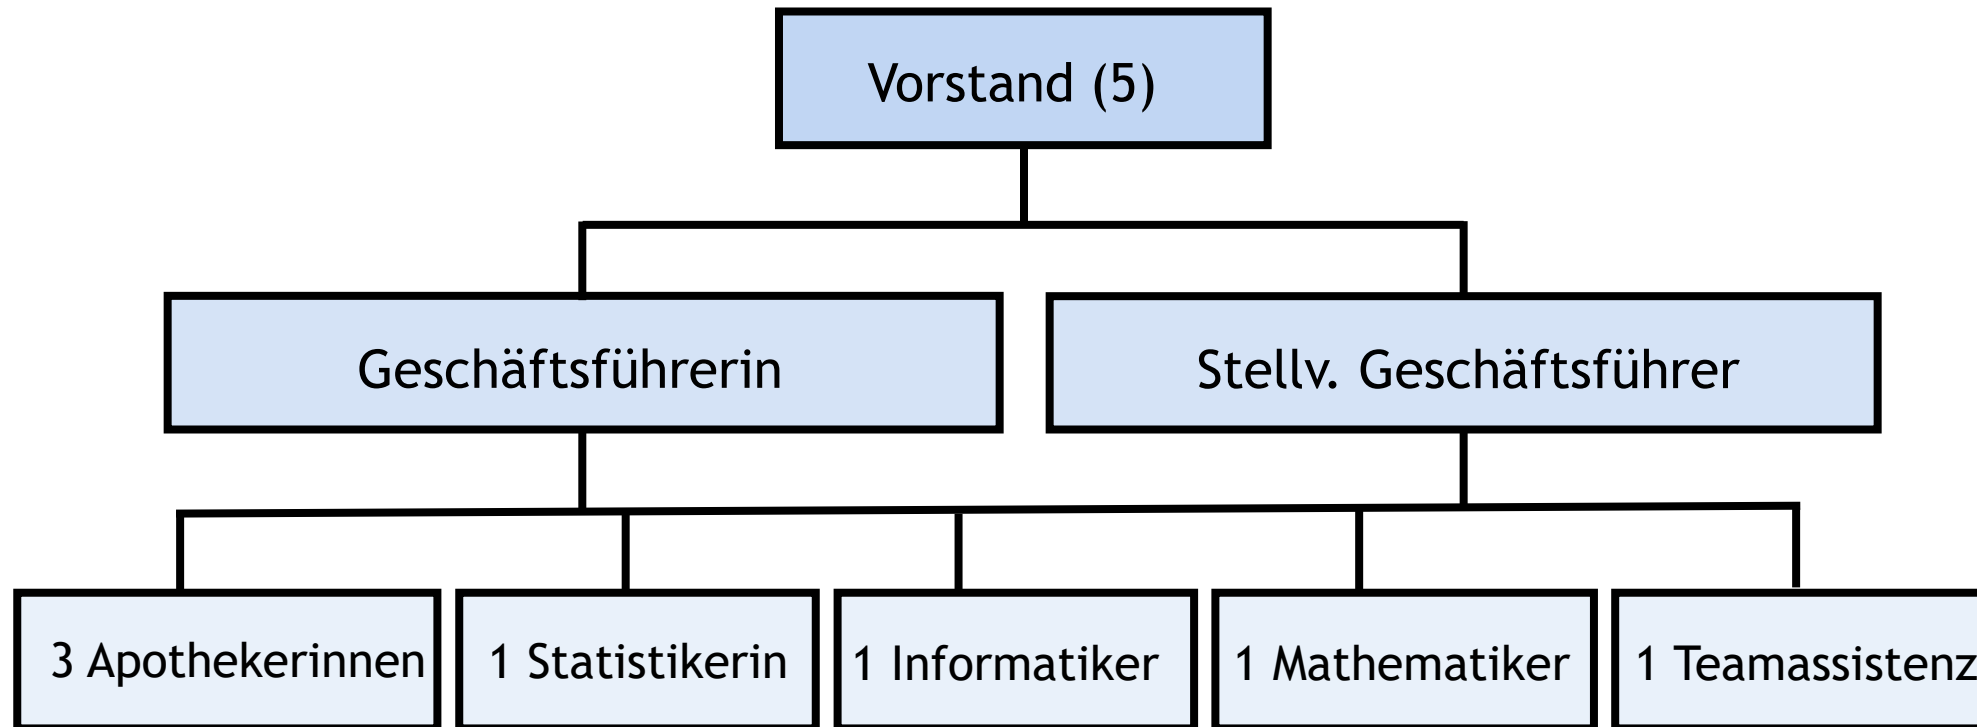 Vorstand (5)
Geschäftsführerin
Stellv. Geschäftsführer
3 Apothekerinnen
1 Statistikerin
1 Informatiker
1 Mathematiker
1 Teamassistenz